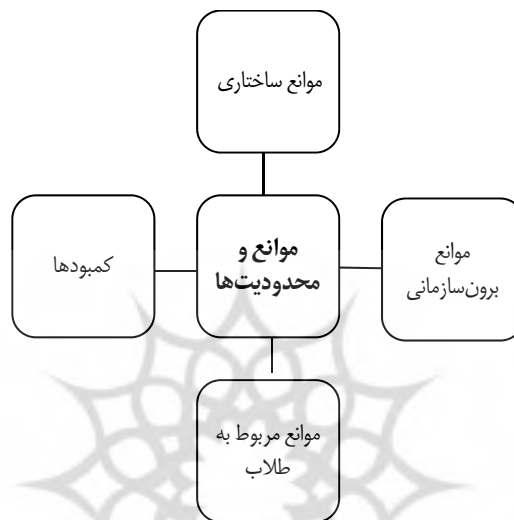 موانع ساختاری
موانع
برون‌سازمانی
موانع و
محدودیت‌ها
کمبودها
موانع مربوط به
طلاب